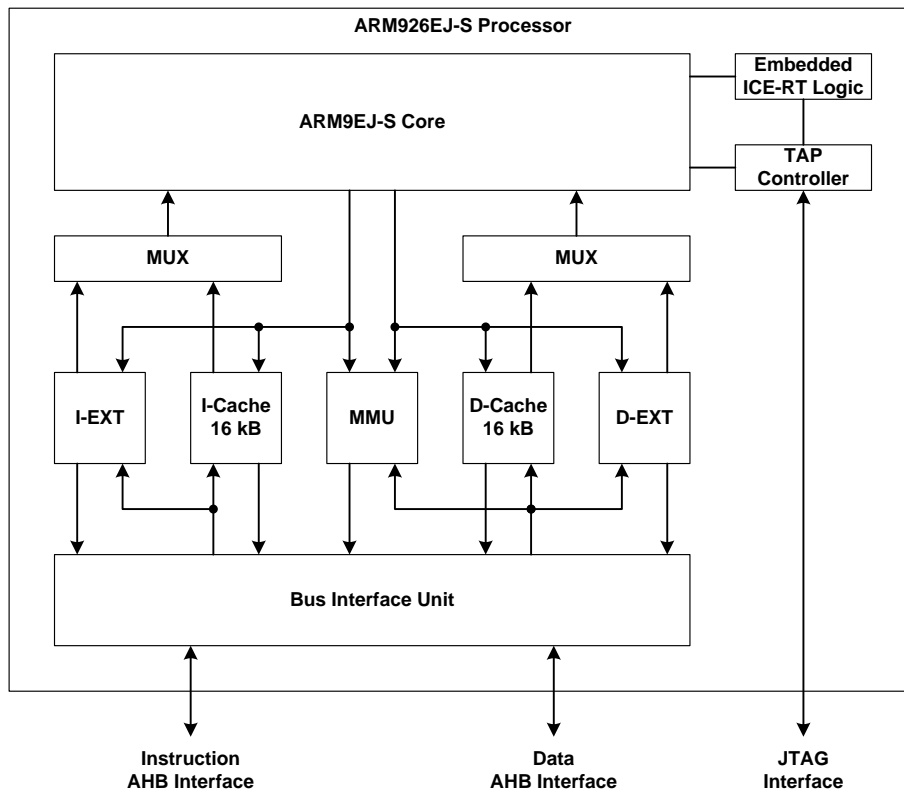 ARM926EJ-S Processor
Embedded
ICE-RT Logic
ARM9EJ-S Core
TAP
Controller
MUX
MUX
I-EXT
I-Cache
16 kB
MMU
D-Cache
16 kB
D-EXT
Bus Interface Unit
Instruction
AHB Interface
Data
AHB Interface
JTAG
Interface